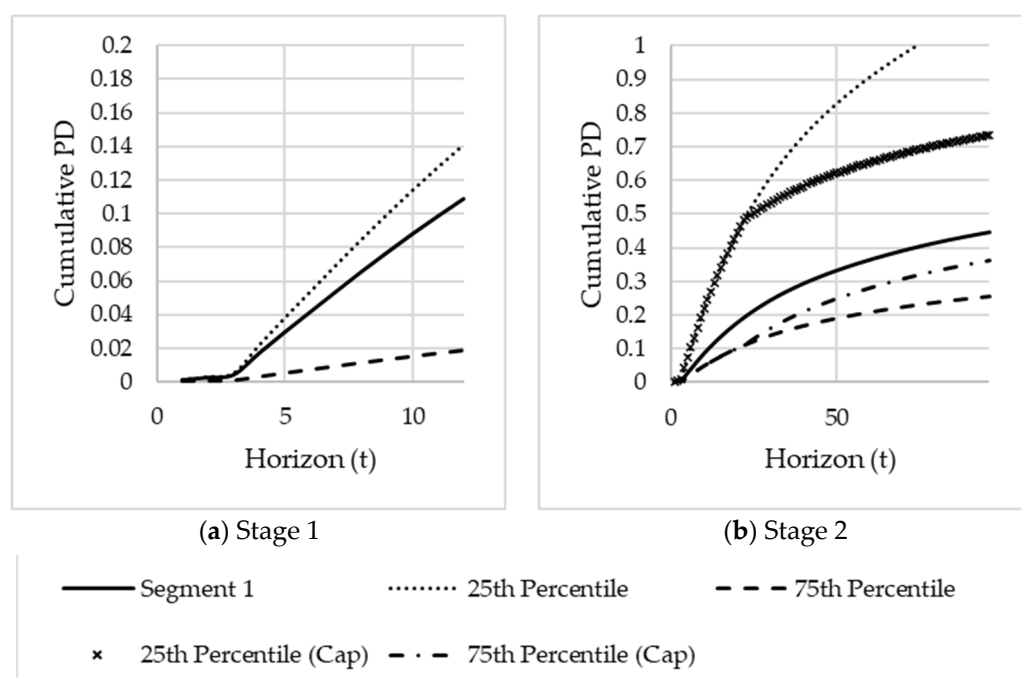 0.2
0.18
0.16
0.14
0.12
0.1
0.08
0.06
0.04
0.02
0
Cumulative PD
0 5 10
Horizon (t)
(a) Stage 1
1
0.9
0.8
0.7
0.6
0.5
0.4
0.3
0.2
0.1
0
Cumulative PD
0 50
Horizon (t)
(b) Stage 2
Segment 1 25th Percentile 75th Percentile
25th Percentile (Cap) 75th Percentile (Cap)